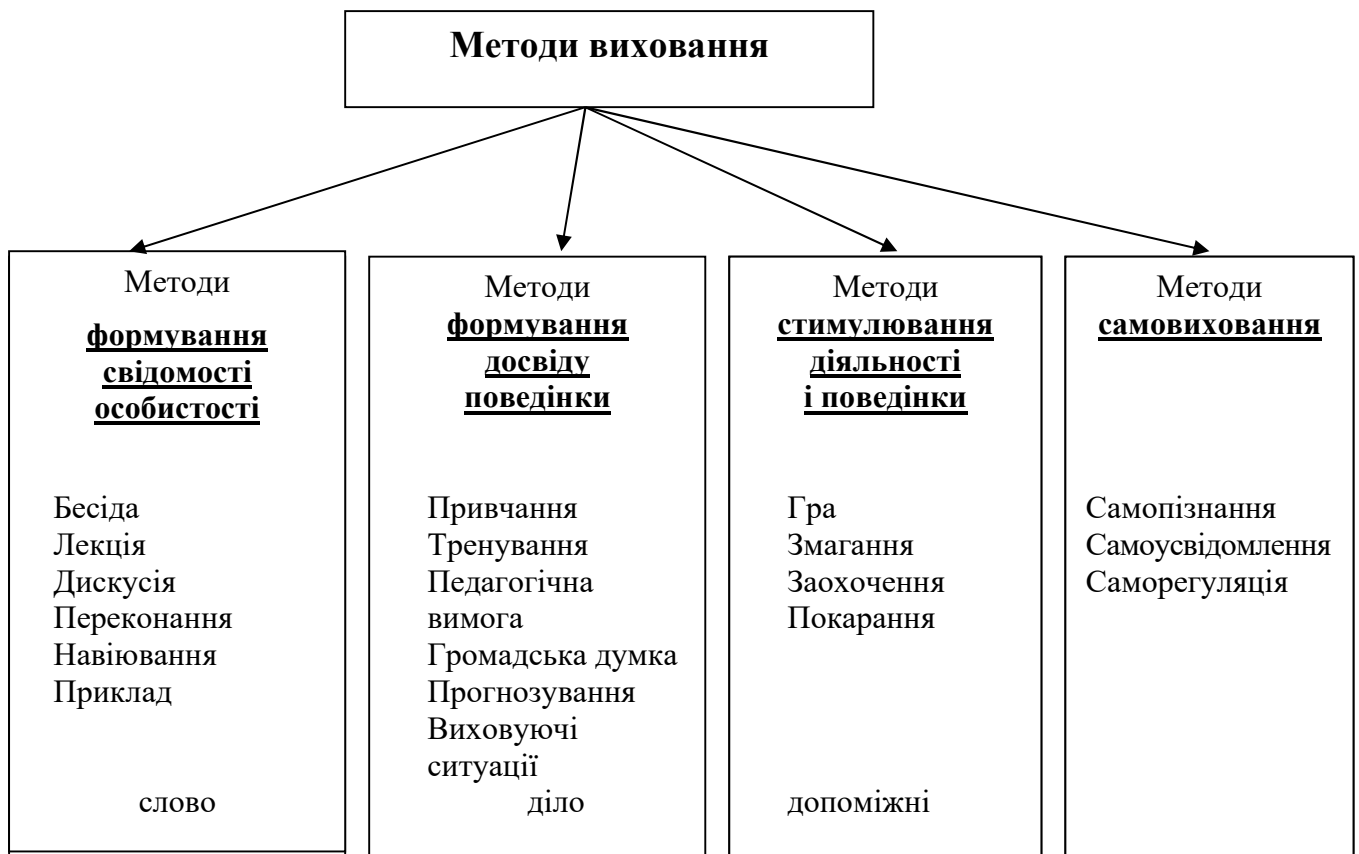 Методи виховання
Методи
формування
свідомості
особистості
Бесіда
Лекція
Дискусія
Переконання
Навіювання
Приклад
слово
Методи
формування
досвіду
поведінки
Привчання
Тренування
Педагогічна
вимога
Громадська думка
Прогнозування
Виховуючі
ситуації
діло
Методи
стимулювання
діяльності
і поведінки
Гра
Змагання
Заохочення
Покарання
допоміжні
Методи
самовиховання
Самопізнання
Самоусвідомлення
Саморегуляція